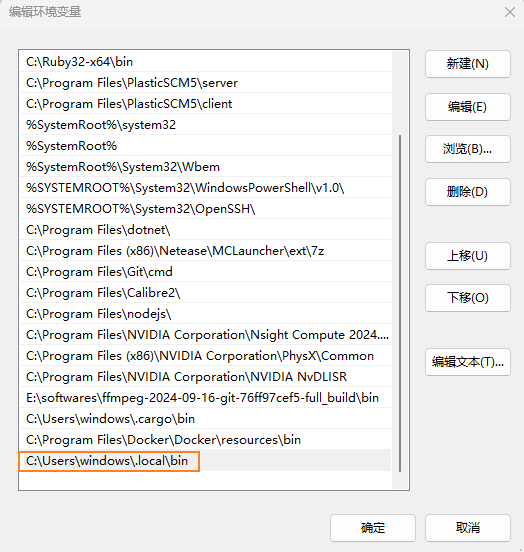 编辑环境变量
C:\Ruby32-x64\bin
C:\Program Files\PlasticSCM5\server
C:\Program Files\PlasticSCM5\client
%SystemRoot%\system32
%SystemRoot%
%SystemRoot%\System32\Wbem
%SYSTEMROOT%\System32\WindowsPowerShell\v1.0\
%SYSTEMROOT%\System32\OpenSSH\
C:\Program Files\dotnet\
C:\Program Files (x86)\Netease\MCLauncher\ext\7z
C:\Program Files\Git\cmd
C:\Program Files\Calibre2\
C:\Program Files\nodejs\
C:\Program Files\NVIDIA Corporation\Nsight Compute 2024....
C:\Program Files (x86)\NVIDIA Corporation\PhysX\Common
C:\Program Files\NVIDIA Corporation\NVIDIA NvDLISR
E:\softwares\ffmpeg-2024-09-16-git-76ff97cef5-full_build\bin
C:\Users\windows\.cargo\bin
C:\Program Files\Docker\Docker\resources\bin
C:\Users\windows\.local\bin
新建(N)
编辑(E)
浏览(B)...
删除(D)
上移(U)
下移(O)
编辑文本(T)...
确定
取消